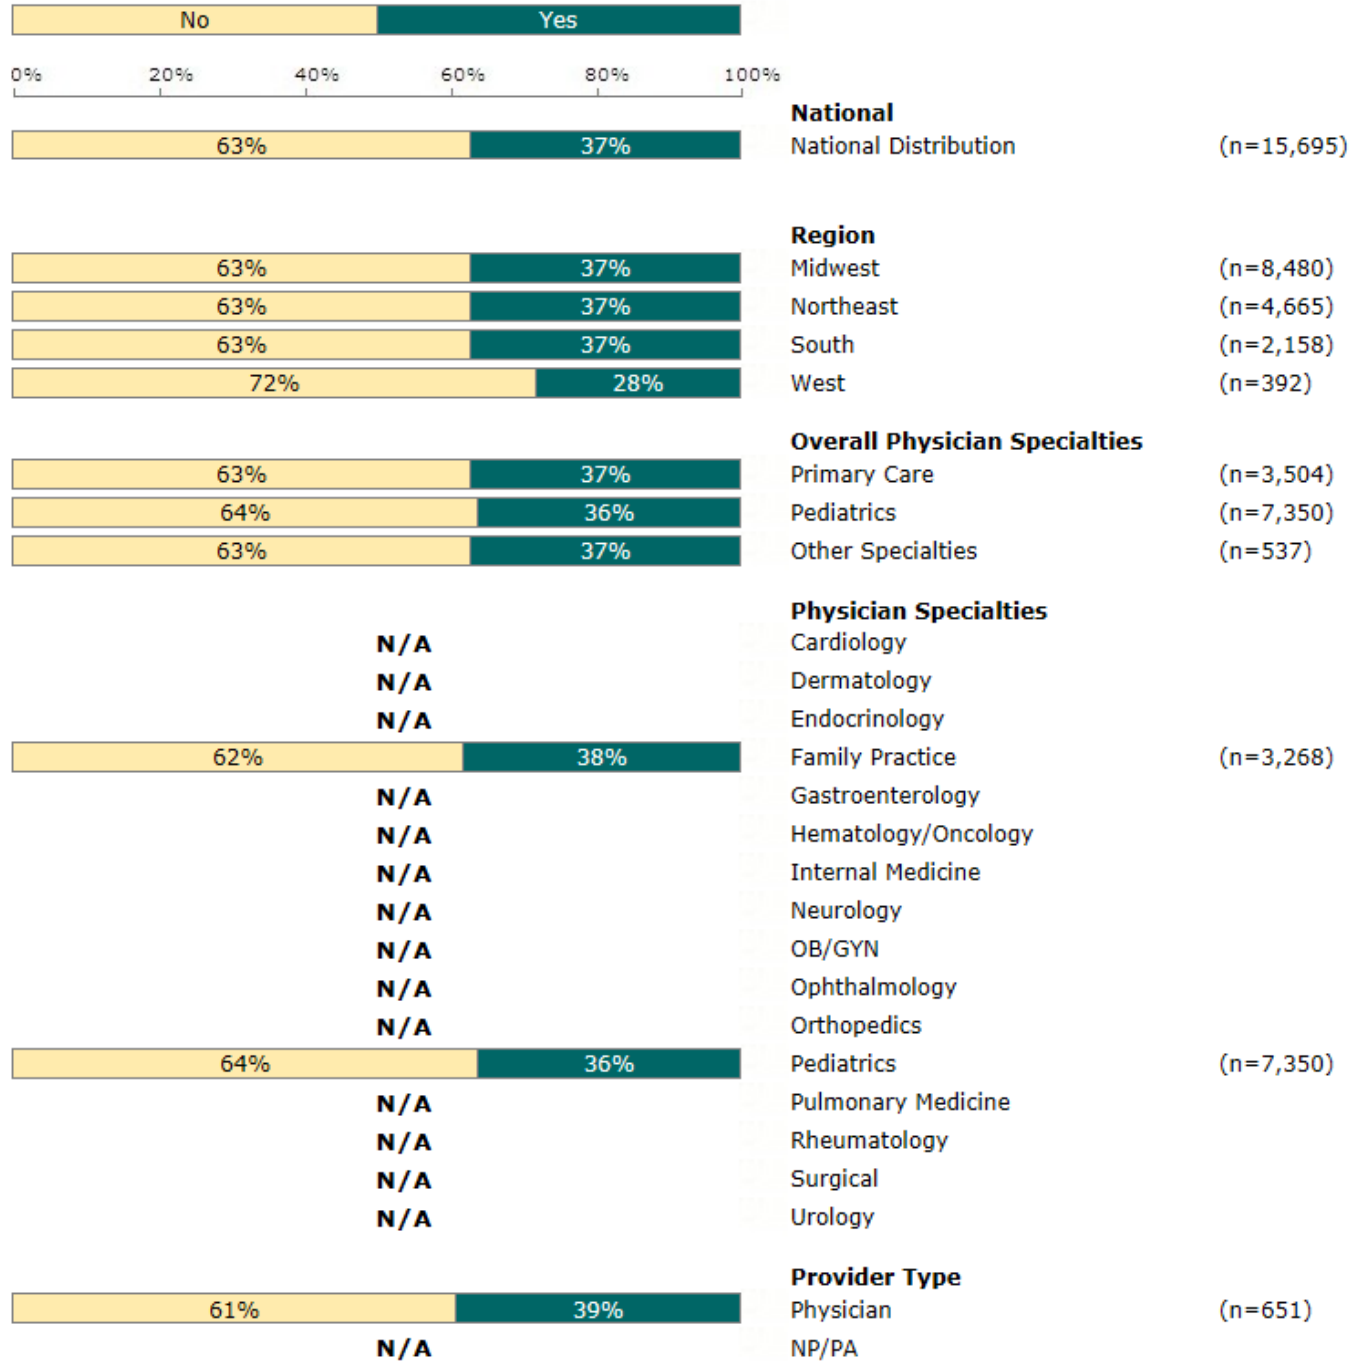 No Yes
0% 20% 40% 60% 80% 100%
National
63% 37% National Distribution (n=15,695)
Region
63% 37% Midwest (n=8,480)
63% 37% Northeast (n=4,665)
63% 37% South (n=2,158)
72% 28% West (n=392)
Overall Physician Specialties
63% 37% Primary Care (n=3,504)
64% 36% Pediatrics (n=7,350)
63% 37% Other Specialties (n=537)
Physician Specialties
N/A Cardiology
N/A Dermatology
N/A Endocrinology
62% 38% Family Practice (n=3,268)
N/A Gastroenterology
N/A Hematology/Oncology
N/A Internal Medicine
N/A Neurology
N/A OB/GYN
N/A Ophthalmology
N/A Orthopedics
64% 36% Pediatrics (n=7,350)
N/A Pulmonary Medicine
N/A Rheumatology
N/A Surgical
N/A Urology
Provider Type
61% 39% Physician (n=651)
N/A NP/PA